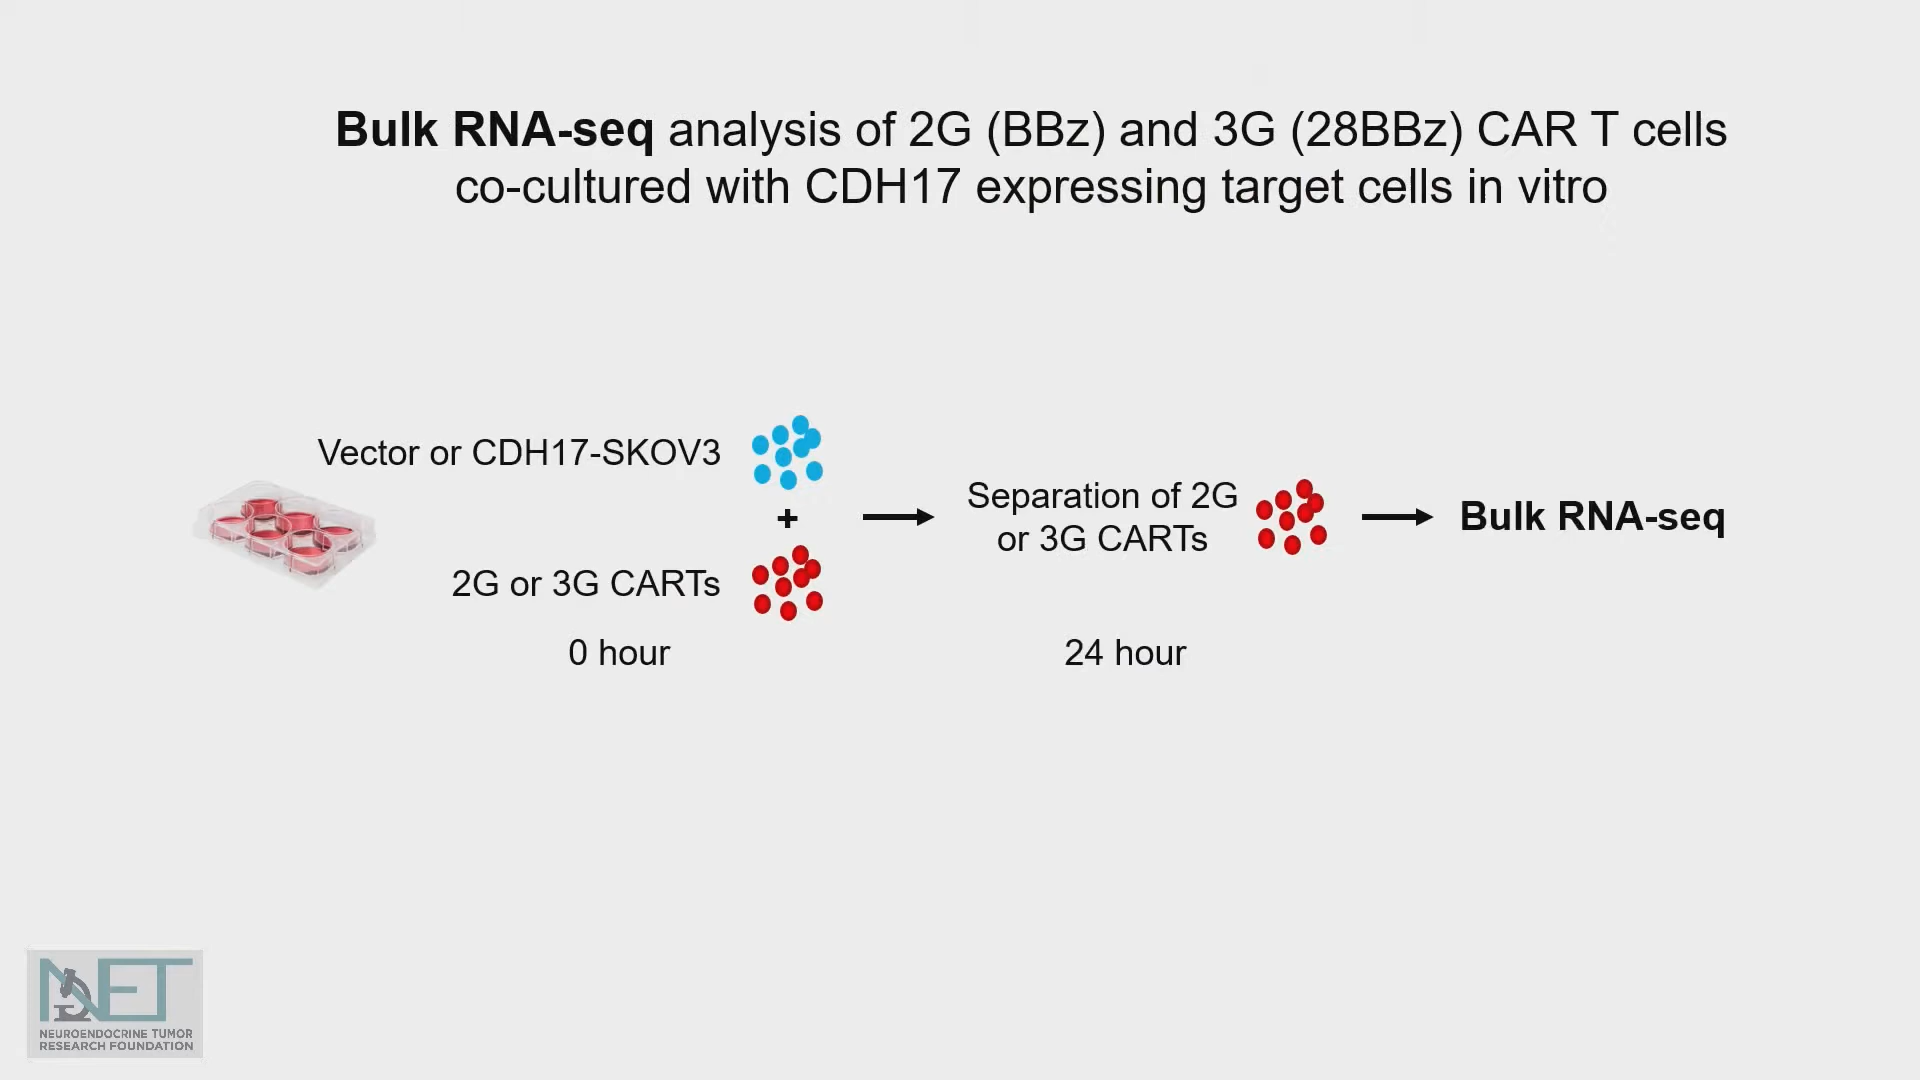 Bulk RNA-seq analysis of 2G (BBz) and 3G (28BBz) CAR T cells
co-cultured with CDH17 expressing target cells in vitro
Vector or CDH17-SKOV3
+
2G or 3G CARTs
0 hour
Separation of 2G
or 3G CARTs
24 hour
Bulk RNA-seq
NET
NEUROENDOCRINE TUMOR
RESEARCH FOUNDATION